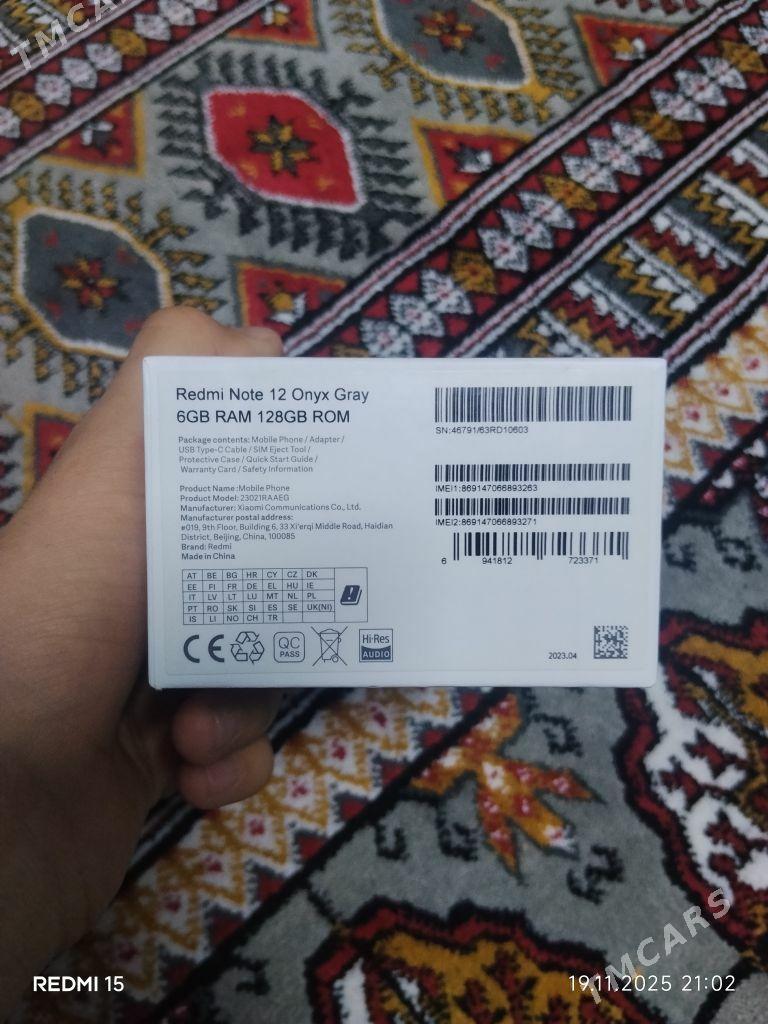 TMCARS
Redmi Note 12 Onyx Gray
6GB RAM 128GB ROM
Package contents: Mobile Phone / Adapter /
USB Type-C Cable / SIM Eject Tool /
Protective Case / Quick Start Guide /
Warranty Card / Safety Information
Product Name :Mobile Phone
Product Model: 23021RAAEG
Manufacturer: Xiaomi Communications Co., Ltd.
Manufacturer postal address:
#019, 9th Floor, Building 6, 33 Xi'erqi Middle Road, Haidian
District, Beijing, China, 100085
Brand: Redmi
Made in China
AT BE BG HR CY CZ DK
EE FI FR DE EL HU IE
IT LV LT LU MT NL PL
PT RO SK SI ES SE UK(NI)
IS LI NO CH TR
CE
QC
PASS
Hi-Res
AUDIO
SN:46791/63RD10603
IMEI1:869147066893263
IMEI2:869147066893271
6 941812 723371
2023.04
TMCARS
REDMI 15
19.11.2025 21:02